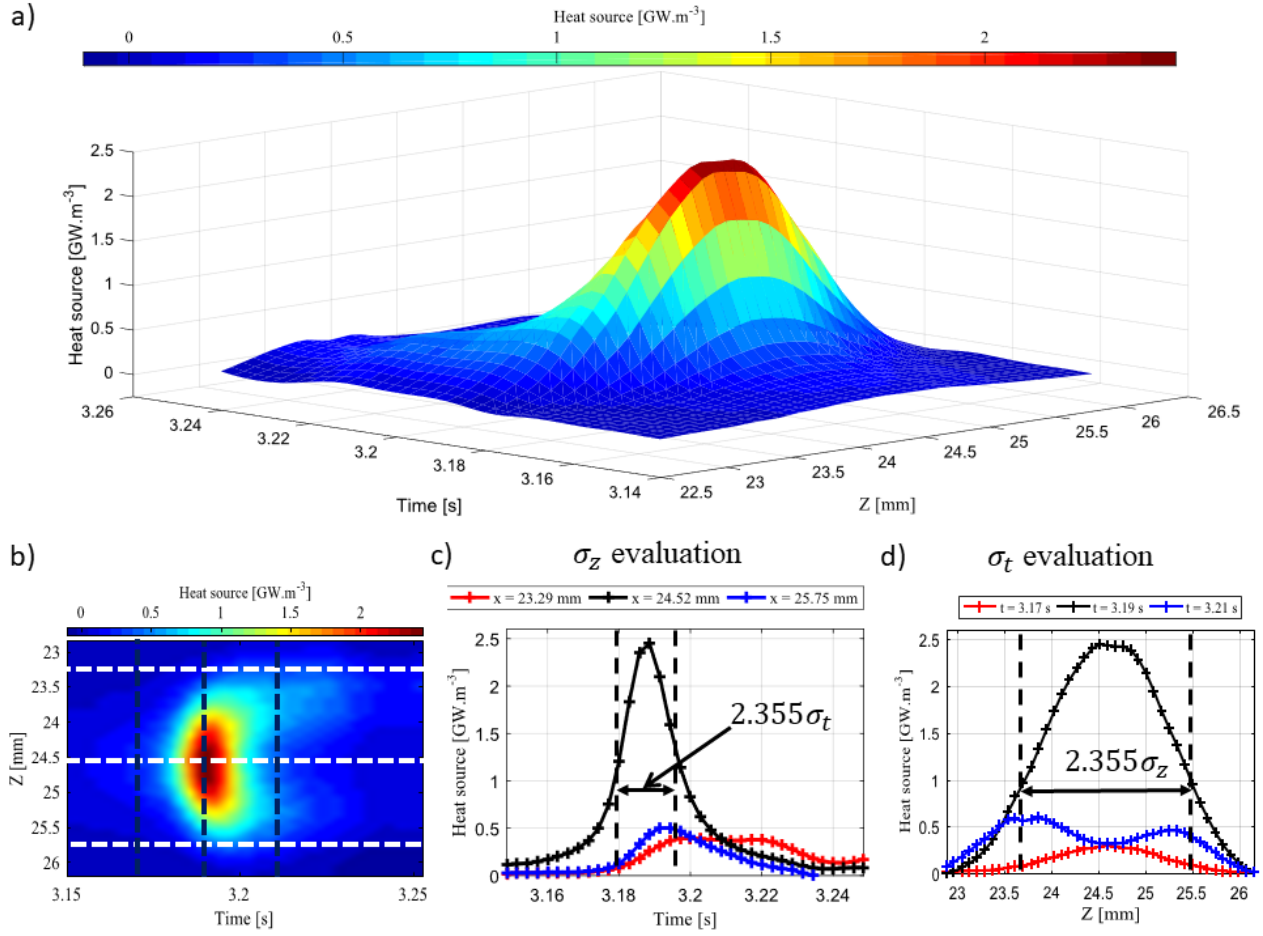 a)
Heat source [GW.m⁻³]
0 0.5 1 1.5 2
Heat source [GW.m⁻³]
2.5
2
1.5
1
0.5
0
3.26 3.24 3.22 3.2 3.18 3.16 3.14
Time [s]
22.5 23 23.5 24 24.5 25 25.5 26 26.5
Z [mm]
b)
Heat source [GW.m⁻³]
0 0.5 1 1.5 2
Z [mm]
23
23.5
24
24.5
25
25.5
26
3.15 3.2 3.25
Time [s]
c) σz evaluation
x = 23.29 mm x = 24.52 mm x = 25.75 mm
Heat source [GW.m⁻³]
2.5
2
1.5
1
0.5
0
2.355σt
3.16 3.18 3.2 3.22 3.24
Time [s]
d) σt evaluation
t = 3.17 s t = 3.19 s t = 3.21 s
Heat source [GW.m⁻³]
2.5
2
1.5
1
0.5
0
2.355σz
23 23.5 24 24.5 25 25.5 26
Z [mm]